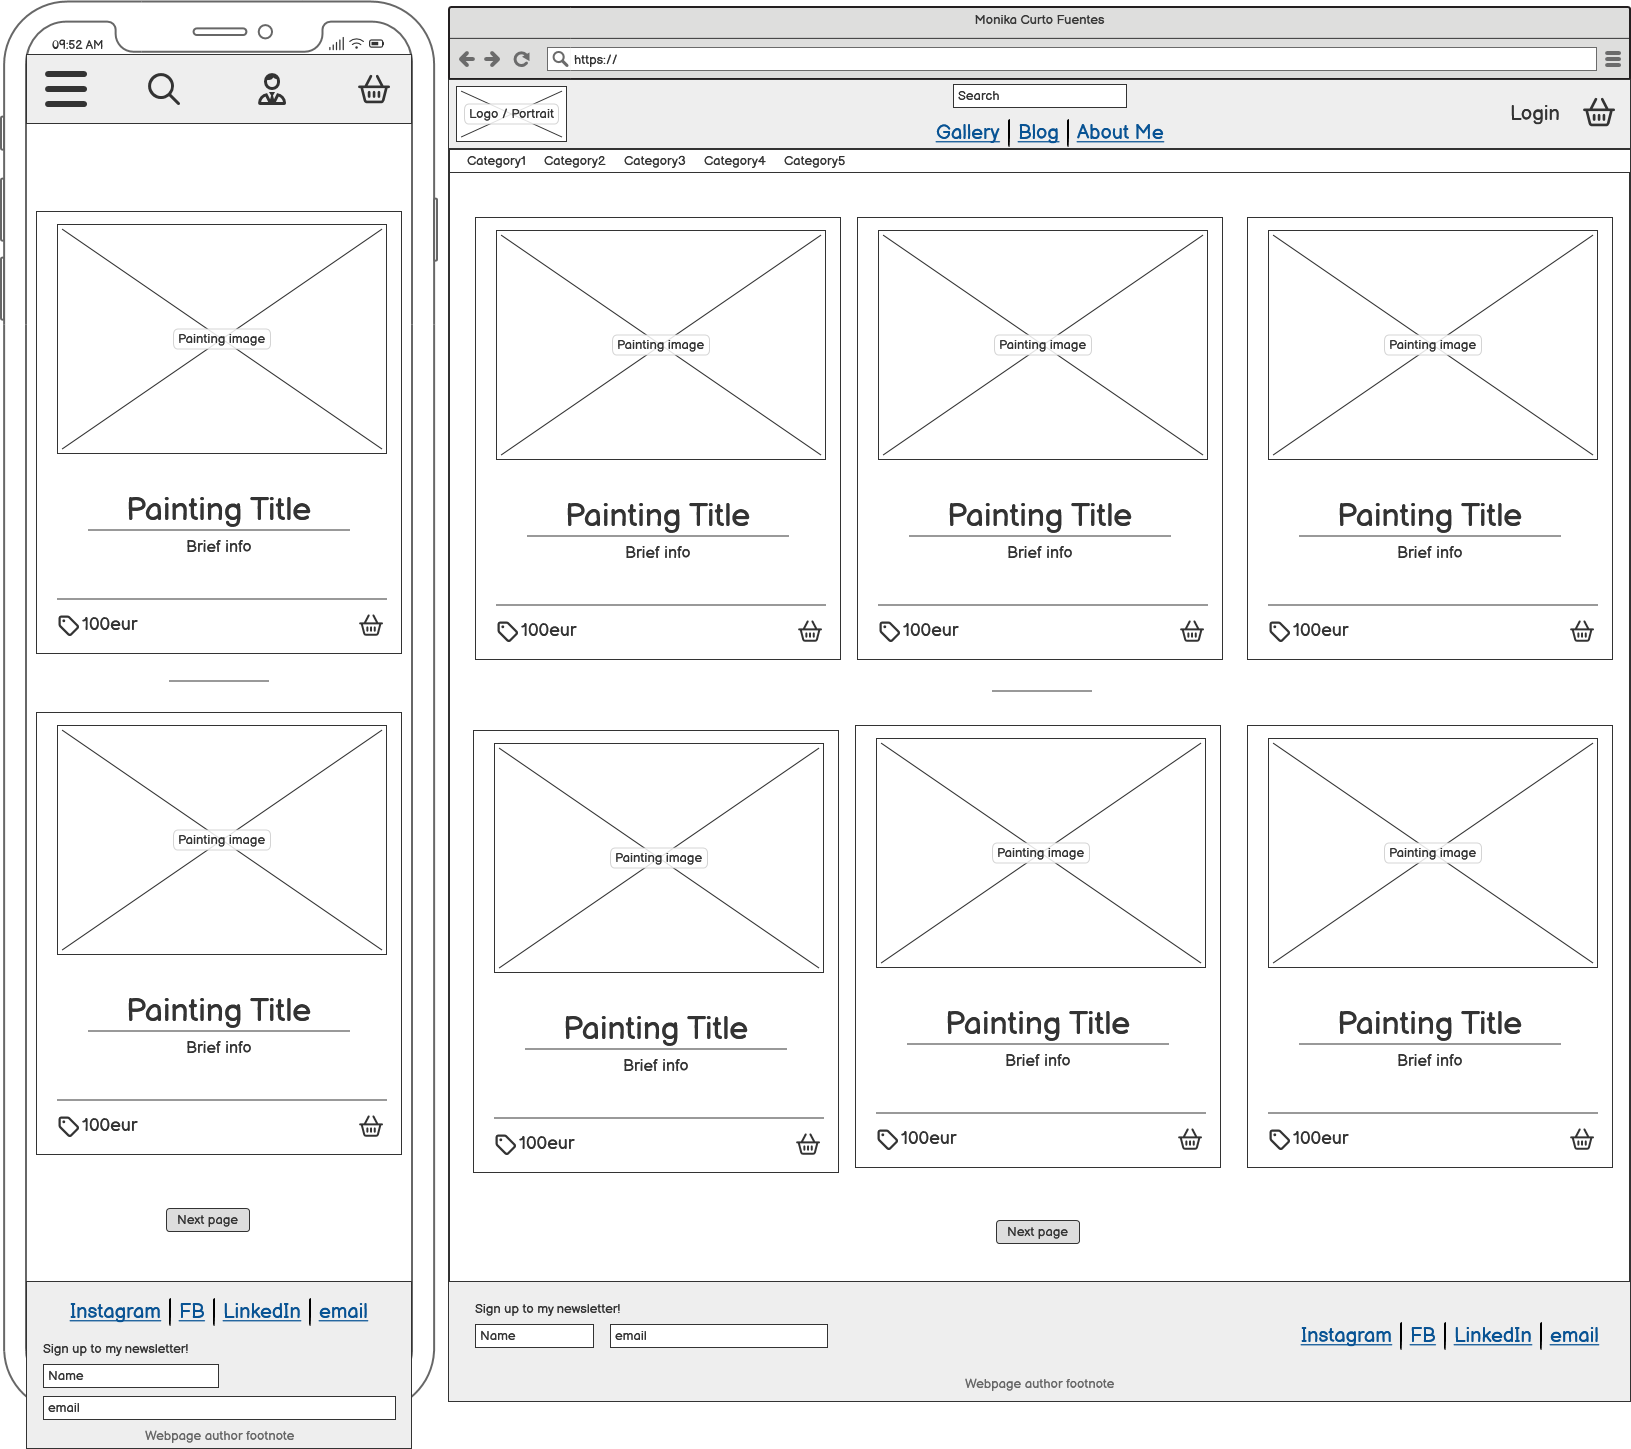 09:52 AM
Painting image
Painting Title
Brief info
100eur
Painting image
Painting Title
Brief info
100eur
Next page
Instagram FB LinkedIn email
Sign up to my newsletter!
Name
email
Webpage author footnote
Monika Curto Fuentes
https://
Logo / Portrait
Search
Gallery Blog About Me
Login
Category1 Category2 Category3 Category4 Category5
Painting image Painting image Painting image
Painting Title Painting Title Painting Title
Brief info Brief info Brief info
100eur 100eur 100eur
Painting image Painting image Painting image
Painting Title Painting Title Painting Title
Brief info Brief info Brief info
100eur 100eur 100eur
Next page
Sign up to my newsletter!
Name email
Instagram FB LinkedIn email
Webpage author footnote